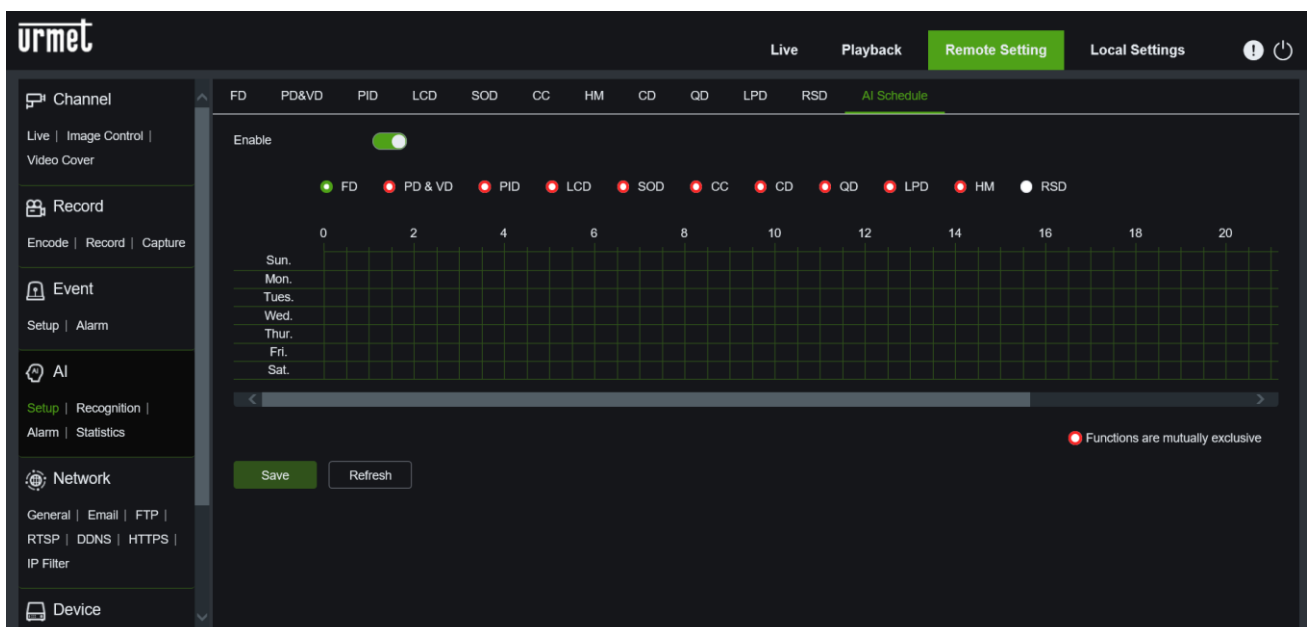 urmet
Live Playback Remote Setting Local Settings
Channel
Live | Image Control |
Video Cover
Record
Encode | Record | Capture
Event
Setup | Alarm
AI
Setup | Recognition |
Alarm | Statistics
Network
General | Email | FTP |
RTSP | DDNS | HTTPS |
IP Filter
Device
FD PD&VD PID LCD SOD CC HM CD QD LPD RSD AI Schedule
Enable
FD PD & VD PID LCD SOD CC CD QD LPD HM RSD
0 2 4 6 8 10 12 14 16 18 20
Sun.
Mon.
Tues.
Wed.
Thur.
Fri.
Sat.
Functions are mutually exclusive
Save Refresh